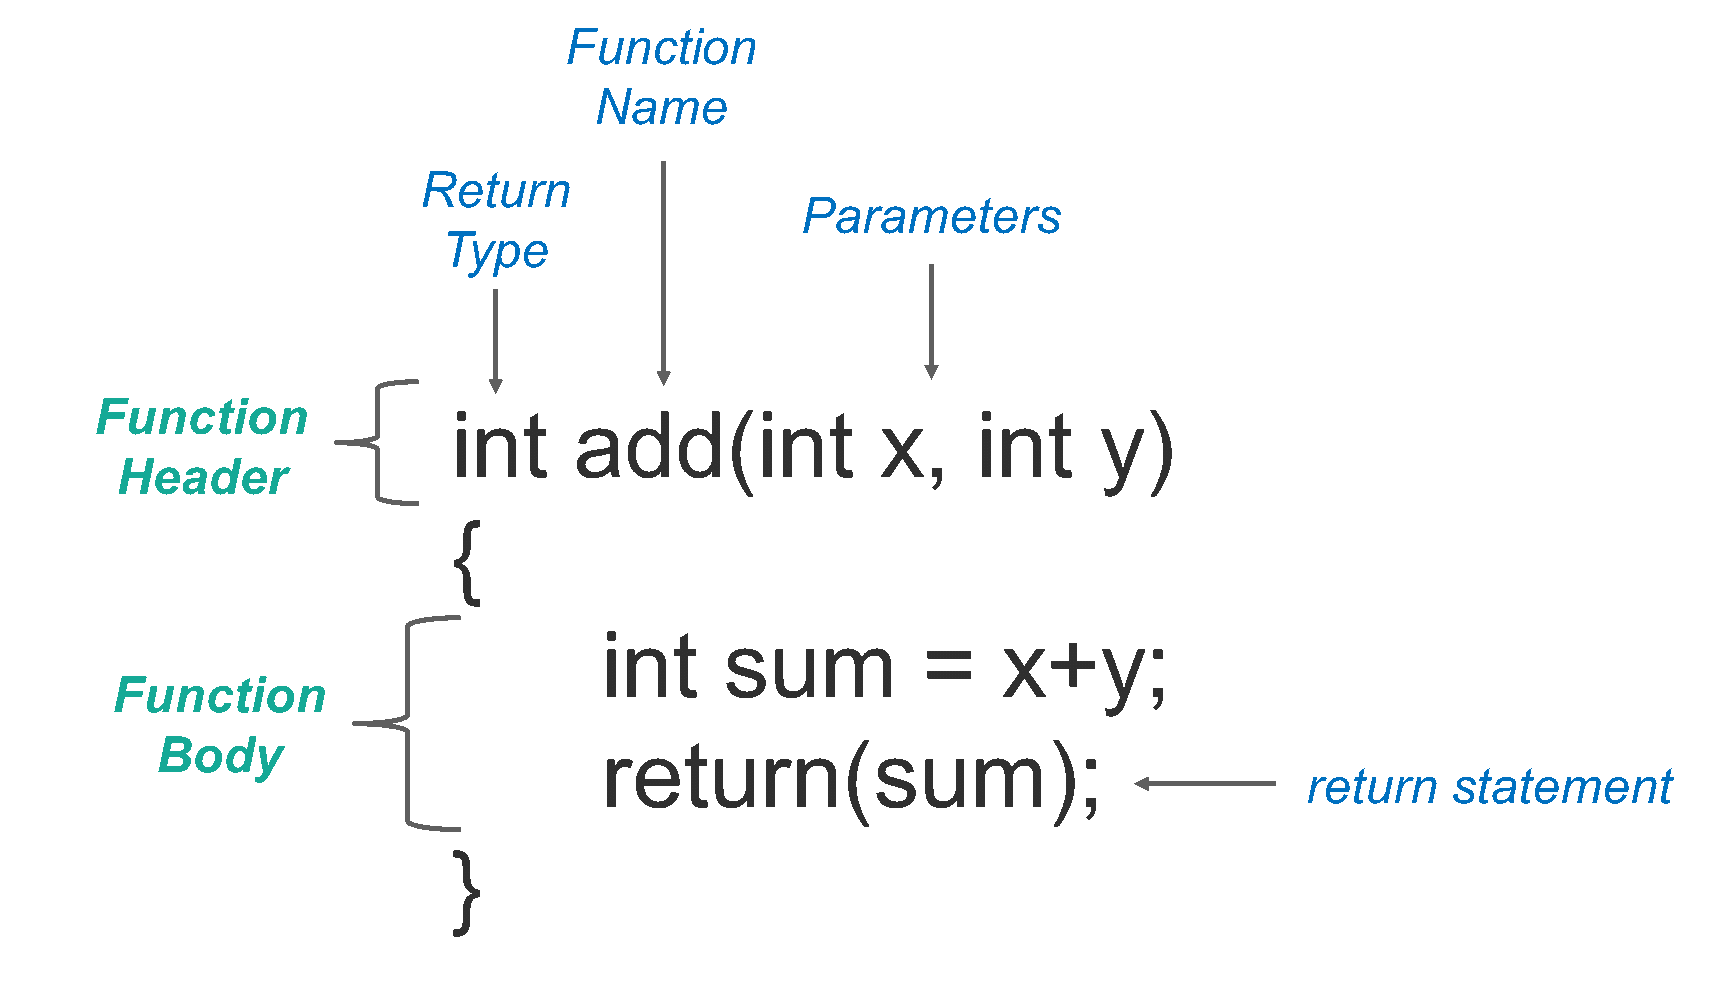 Function
Name
Return
Type
Parameters
Function
Header
int add(int x, int y)
{
Function
Body
int sum = x+y;
return(sum);
return statement
}